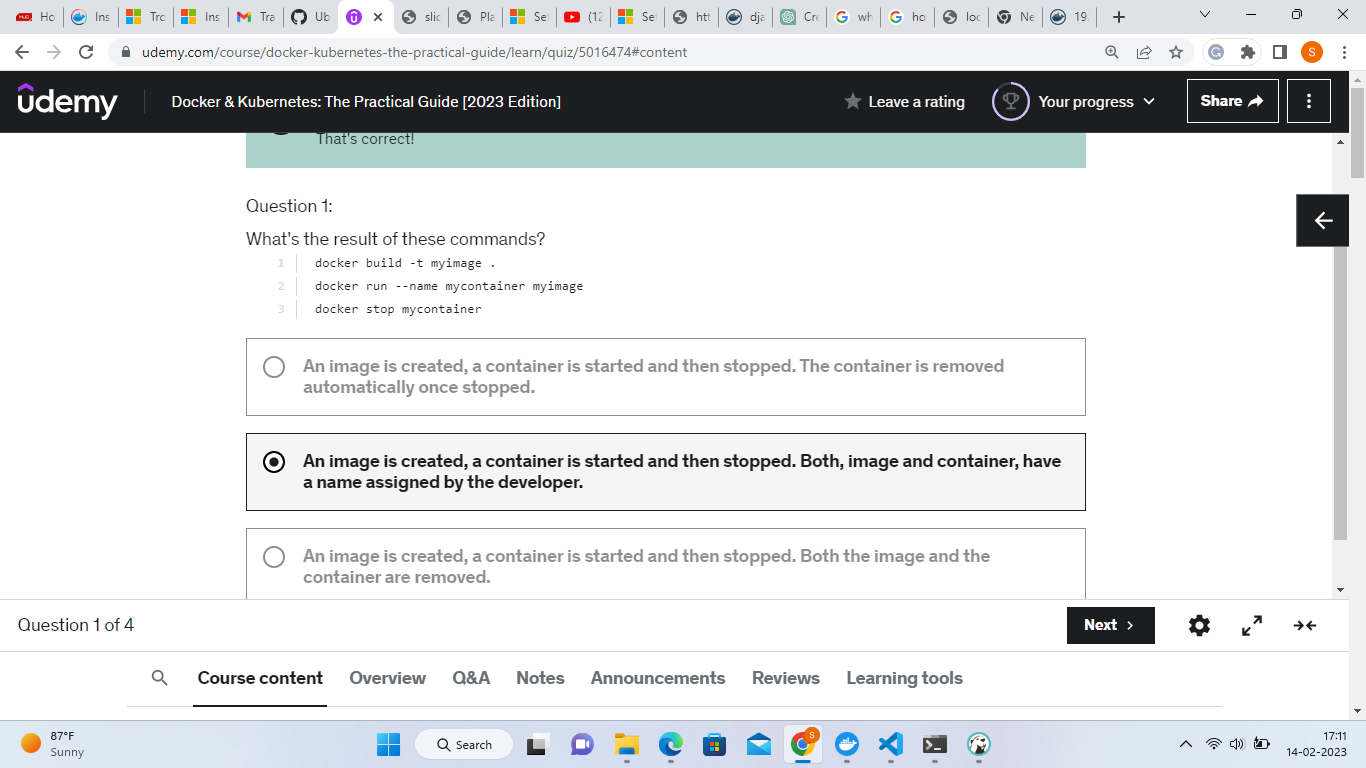 Ho
Ins
Tro
Ins
Tra
Ub
slic
Pla
Se
(12
Se
htt
dja
Cre
wh
ho
loc
Ne
19.
udemy.com/course/docker-kubernetes-the-practical-guide/learn/quiz/5016474#content
S
udemy
Docker & Kubernetes: The Practical Guide [2023 Edition]
Leave a rating
Your progress
Share
That's correct!
Question 1:
What's the result of these commands?
1 docker build -t myimage .
2 docker run --name mycontainer myimage
3 docker stop mycontainer
An image is created, a container is started and then stopped. The container is removed
automatically once stopped.
An image is created, a container is started and then stopped. Both, image and container, have
a name assigned by the developer.
An image is created, a container is started and then stopped. Both the image and the
container are removed.
Question 1 of 4
Next
Course content Overview Q&A Notes Announcements Reviews Learning tools
87°F
Sunny
Search
S
17:11
14-02-2023